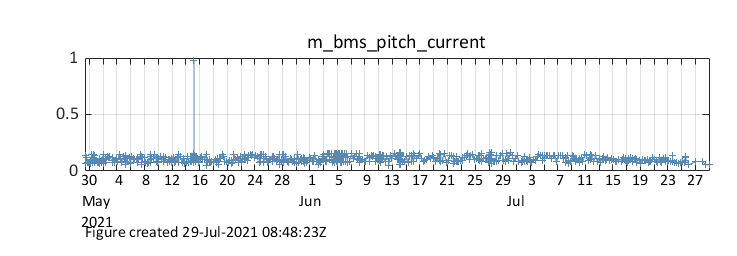 m_bms_pitch_current
1
0.5
0
30 4 8 12 16 20 24 28 1 5 9 13 17 21 25 29 3 7 11 15 19 23 27
May Jun Jul
2021
Figure created 29-Jul-2021 08:48:23Z